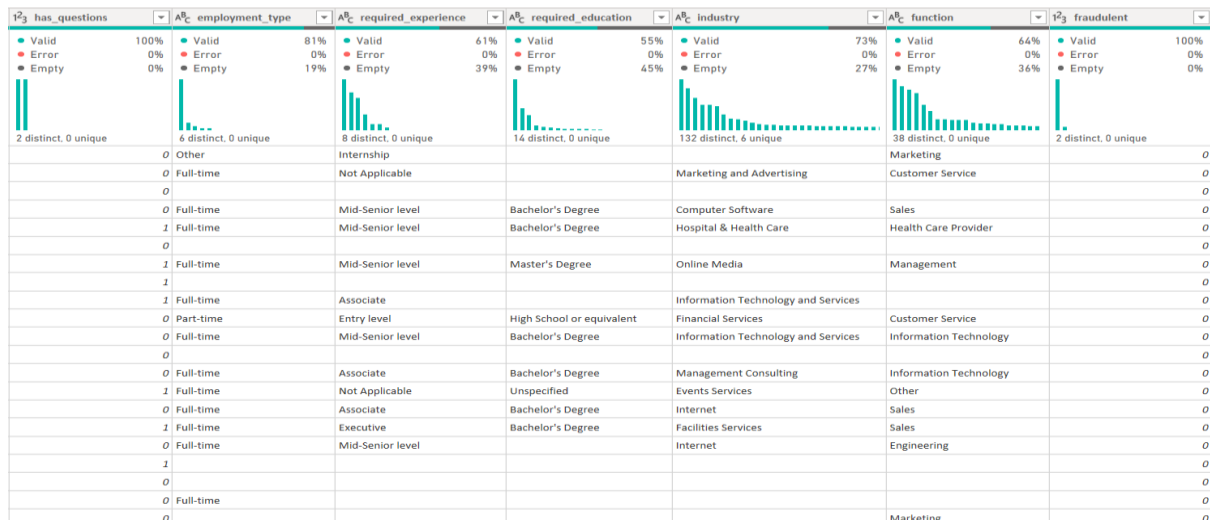 1²3 has_questions ABC employment_type ABC required_experience ABC required_education ABC industry ABC function 1²3 fraudulent
Valid 100% Valid 81% Valid 61% Valid 55% Valid 73% Valid 64% Valid 100%
Error 0% Error 0% Error 0% Error 0% Error 0% Error 0% Error 0%
Empty 0% Empty 19% Empty 39% Empty 45% Empty 27% Empty 36% Empty 0%
2 distinct, 0 unique 6 distinct, 0 unique 8 distinct, 0 unique 14 distinct, 0 unique 132 distinct, 6 unique 38 distinct, 0 unique 2 distinct, 0 unique
0 Other Internship Marketing 0
0 Full-time Not Applicable Marketing and Advertising Customer Service 0
0 0
0 Full-time Mid-Senior level Bachelor's Degree Computer Software Sales 0
1 Full-time Mid-Senior level Bachelor's Degree Hospital & Health Care Health Care Provider 0
0 0
1 Full-time Mid-Senior level Master's Degree Online Media Management 0
1 0
1 Full-time Associate Information Technology and Services 0
0 Part-time Entry level High School or equivalent Financial Services Customer Service 0
0 Full-time Mid-Senior level Bachelor's Degree Information Technology and Services Information Technology 0
0 0
0 Full-time Associate Bachelor's Degree Management Consulting Information Technology 0
1 Full-time Not Applicable Unspecified Events Services Other 0
0 Full-time Associate Bachelor's Degree Internet Sales 0
1 Full-time Executive Bachelor's Degree Facilities Services Sales 0
0 Full-time Mid-Senior level Internet Engineering 0
1 0
0 0
0 Full-time 0
0 Marketing 0